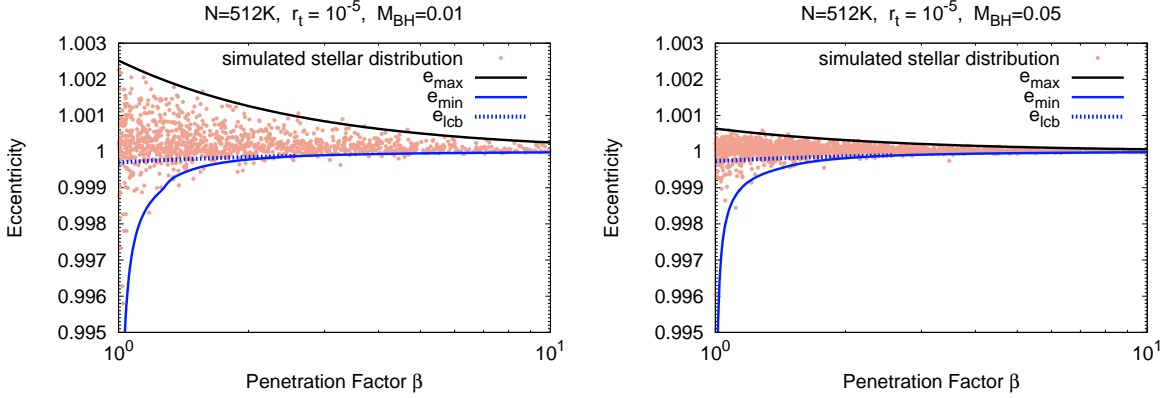 N=512K, r_t = 10^-5, M_BH=0.01
1.003
1.002
1.001
1
0.999
0.998
0.997
0.996
0.995
Eccentricity
simulated stellar distribution
e_max
e_min
e_lcb
10^0
10^1
Penetration Factor β
N=512K, r_t = 10^-5, M_BH=0.05
1.003
1.002
1.001
1
0.999
0.998
0.997
0.996
0.995
Eccentricity
simulated stellar distribution
e_max
e_min
e_lcb
10^0
10^1
Penetration Factor β